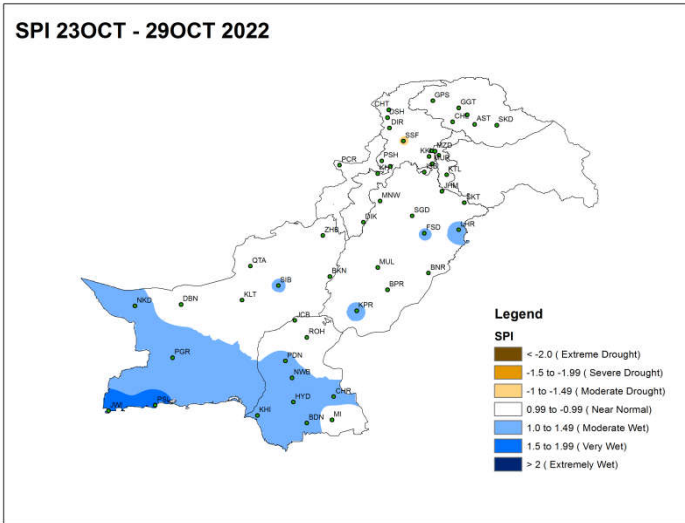 SPI 23OCT - 29OCT 2022
GPS
CHT
GGT
DSH
CHL
AST
SKD
DIR
SSF
MZD
PSH
PCR
KTL
JHM
MNW
SKT
SGD
DIK
LHR
FSD
ZHB
QTA
MUL
BKN
BNR
SIB
BPR
KLT
DBN
NKD
KPR
JCB
ROH
PGR
PDN
NWB
CHR
HYD
JWI
KHI
BDN
MI
Legend
SPI
< -2.0 ( Extreme Drought)
-1.5 to -1.99 ( Severe Drought)
-1 to -1.49 ( Moderate Drought)
0.99 to -0.99 ( Near Normal)
1.0 to 1.49 ( Moderate Wet)
1.5 to 1.99 ( Very Wet)
> 2 ( Extremely Wet)